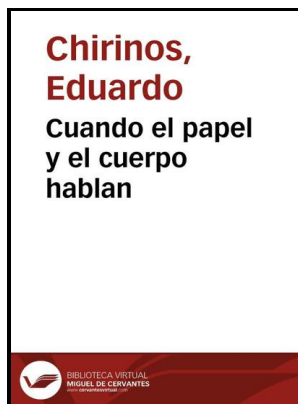 Chirinos,
Eduardo
Cuando el papel
y el cuerpo
hablan
BIBLIOTECA VIRTUAL
MIGUEL DE CERVANTES
www.cervantesvirtual.com